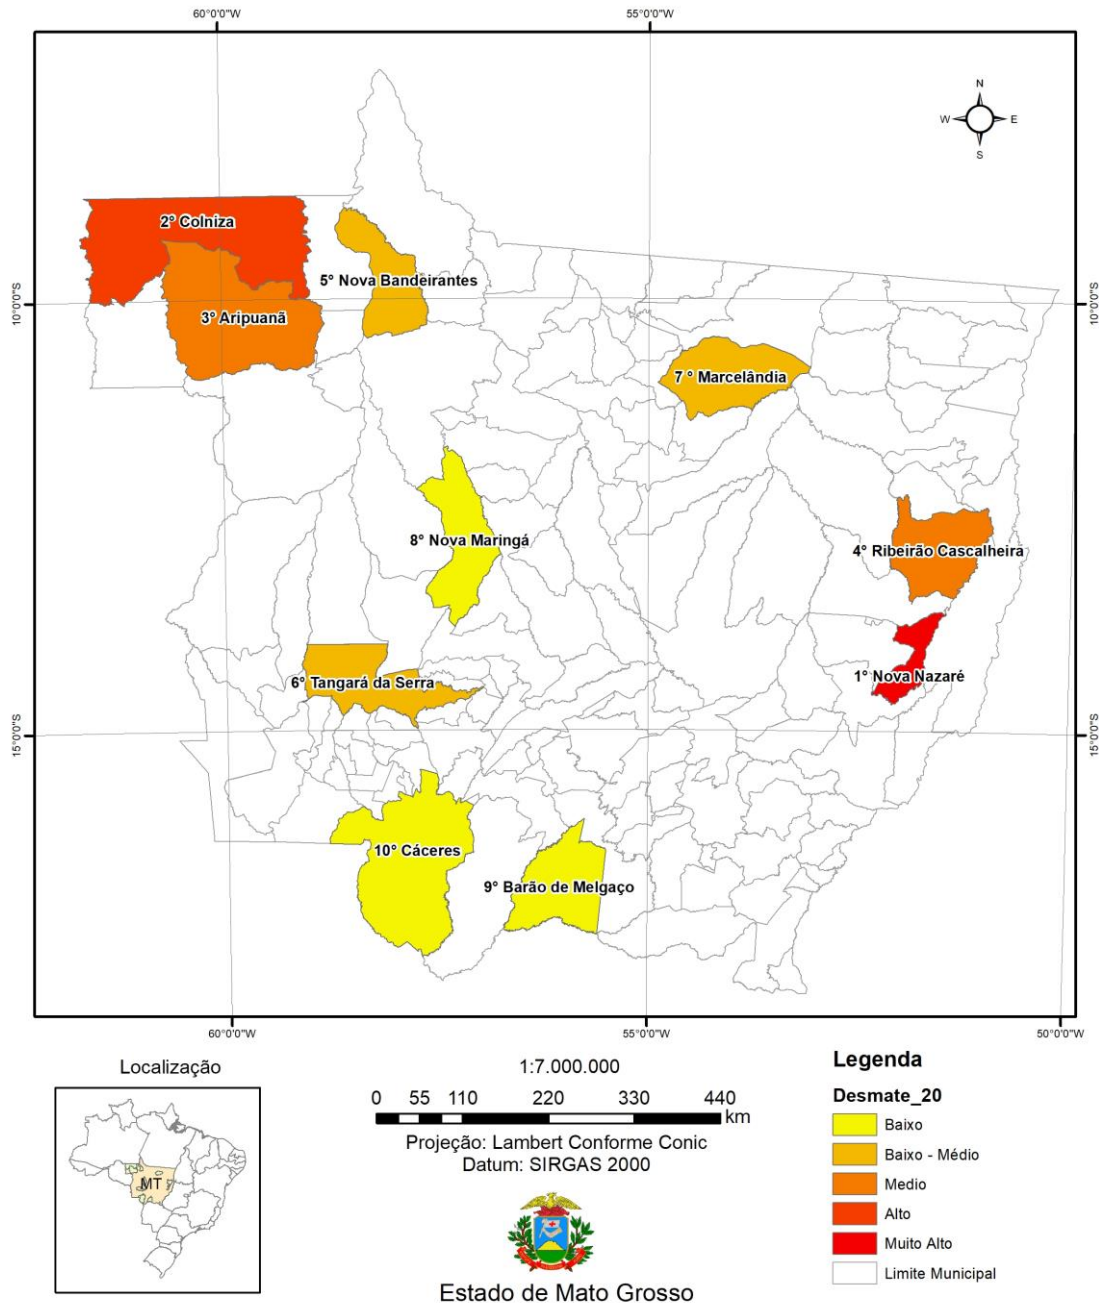 60°0'0"W
55°0'0"W
N
W
E
S
2° Colniza
5° Nova Bandeirantes
10°0'0"S
10°0'0"S
3° Aripuanã
7 ° Marcelândia
8° Nova Maringá
4° Ribeirão Cascalheira
6° Tangará da Serra
1° Nova Nazaré
15°0'0"S
15°0'0"S
10° Cáceres
9° Barão de Melgaço
60°0'0"W
55°0'0"W
50°0'0"W
Localização
MT
1:7.000.000
0 55 110 220 330 440
km
Projeção: Lambert Conforme Conic
Datum: SIRGAS 2000
Estado de Mato Grosso
Legenda
Desmate_20
Baixo
Baixo - Médio
Medio
Alto
Muito Alto
Limite Municipal